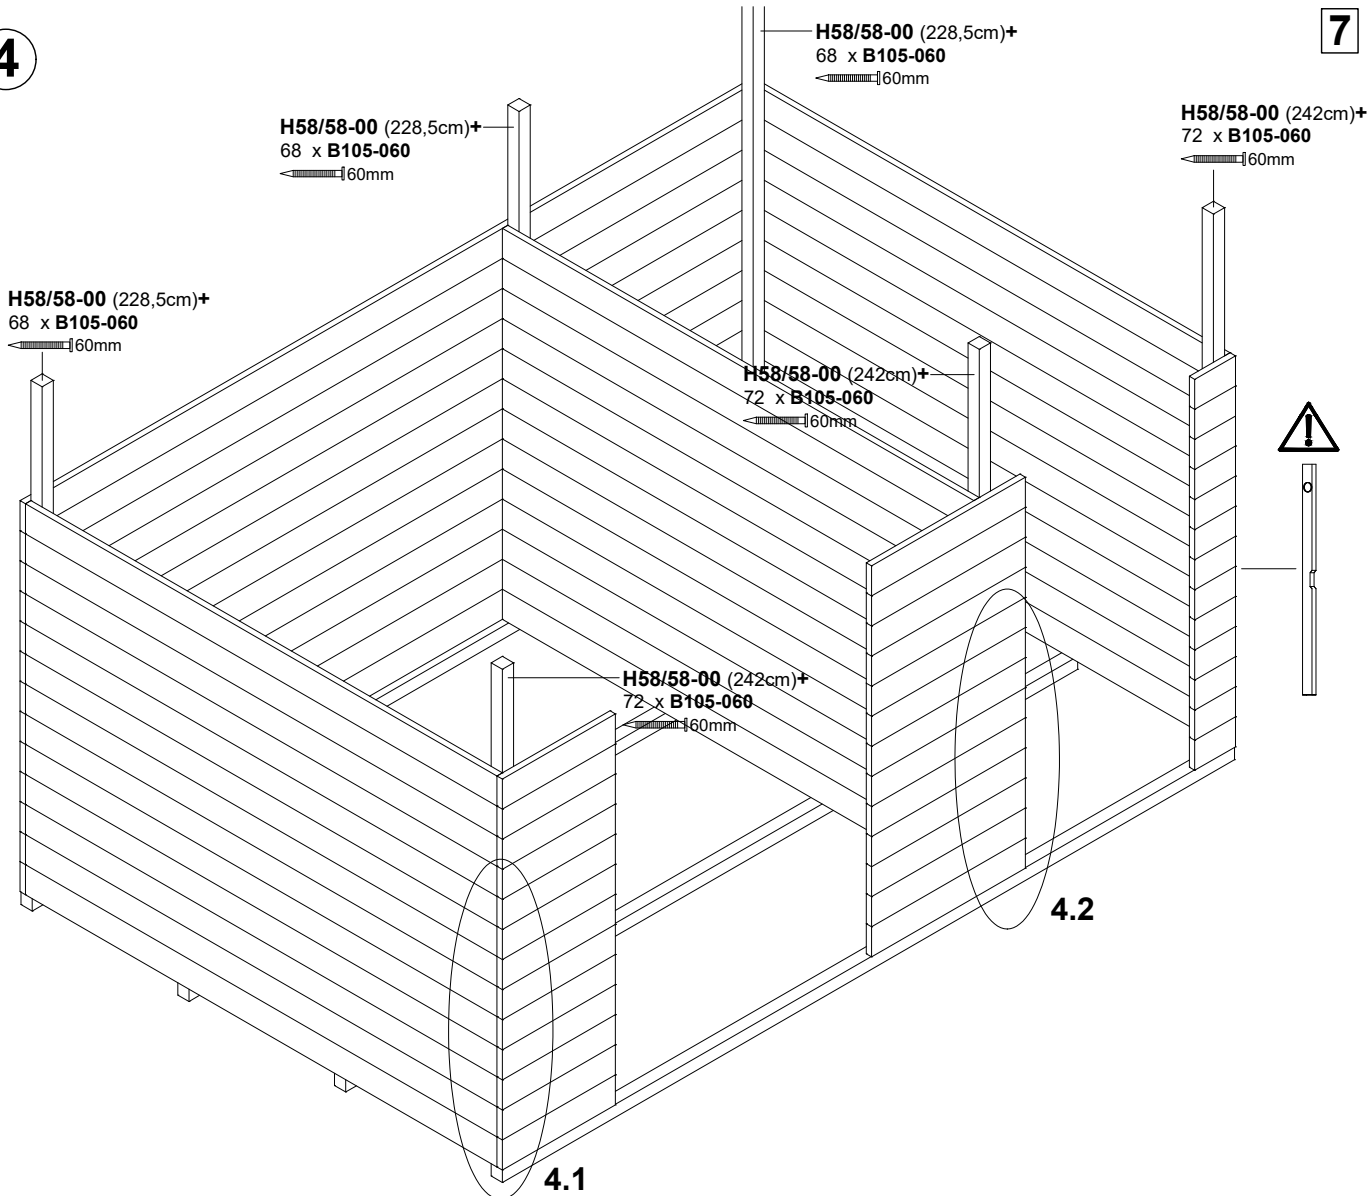 4
7
H58/58-00 (228,5cm)+
68 x B105-060
60mm
H58/58-00 (228,5cm)+
68 x B105-060
60mm
H58/58-00 (242cm)+
72 x B105-060
60mm
H58/58-00 (228,5cm)+
68 x B105-060
60mm
H58/58-00 (242cm)+
72 x B105-060
60mm
H58/58-00 (242cm)+
72 x B105-060
60mm
4.2
4.1